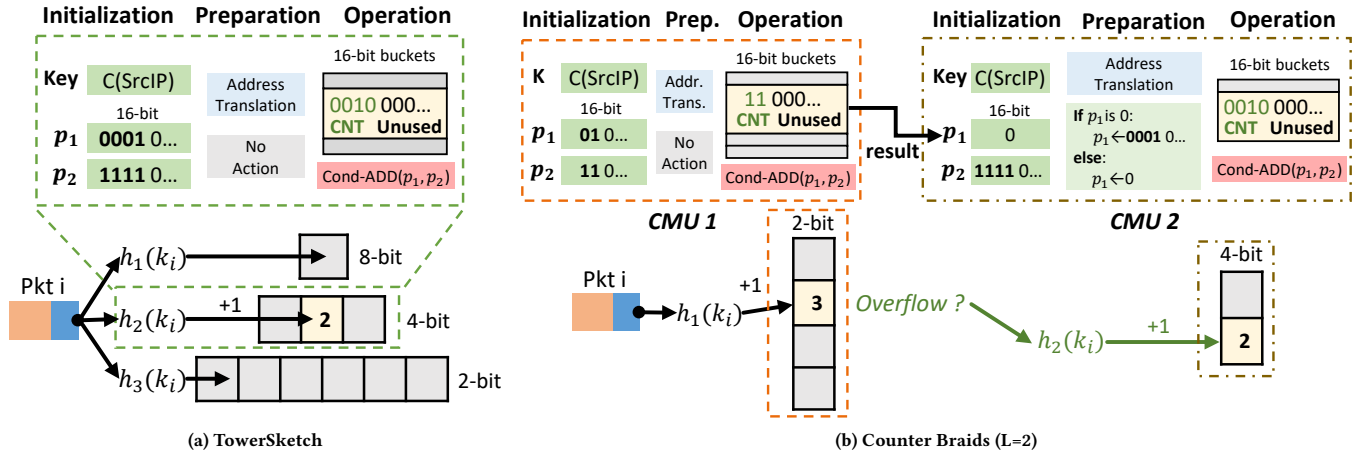 Initialization Preparation Operation
Key C(SrcIP)
16-bit
p₁ 0001 0...
p₂ 1111 0...
Address
Translation
No
Action
16-bit buckets
0010 000...
CNT Unused
Cond-ADD(p₁, p₂)
Pkt i
h₁(kᵢ)
8-bit
h₂(kᵢ)
+1
2
4-bit
h₃(kᵢ)
2-bit
(a) TowerSketch
Initialization Prep. Operation
K C(SrcIP)
16-bit
p₁ 01 0...
p₂ 11 0...
Addr.
Trans.
No
Action
16-bit buckets
11 000...
CNT Unused
Cond-ADD(p₁, p₂)
CMU 1
result
Initialization Preparation Operation
Key C(SrcIP)
16-bit
p₁ 0
p₂ 1111 0...
Address
Translation
If p₁ is 0:
p₁←0001 0...
else:
p₁←0
16-bit buckets
0010 000...
CNT Unused
Cond-ADD(p₁, p₂)
CMU 2
Pkt i
h₁(kᵢ)
+1
2-bit
3
Overflow ?
h₂(kᵢ)
+1
4-bit
2
(b) Counter Braids (L=2)